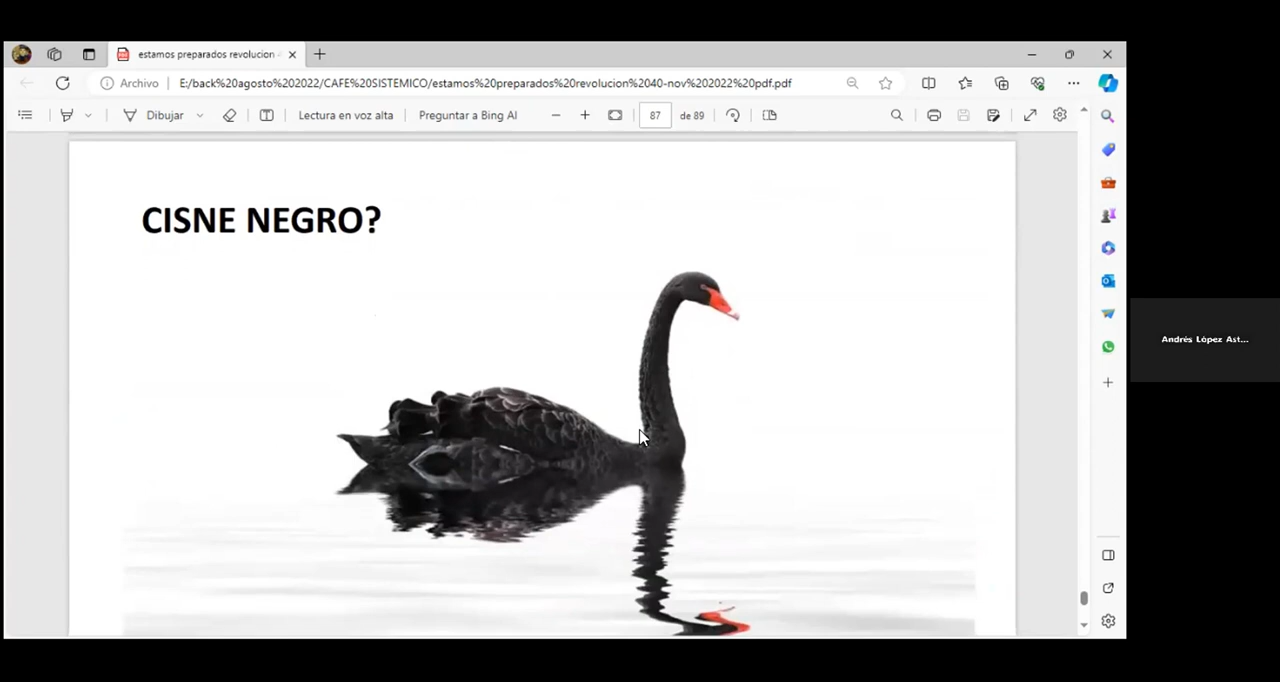 estamos preparados revolucion 4
Archivo
E:/back%20agosto%202022/CAFE%20SISTEMICO/estamos%20preparados%20revolucion%2040-nov%202022%20pdf.pdf
Dibujar
Lectura en voz alta
Preguntar a Bing AI
87
de 89
CISNE NEGRO?
Andrés López Ast...